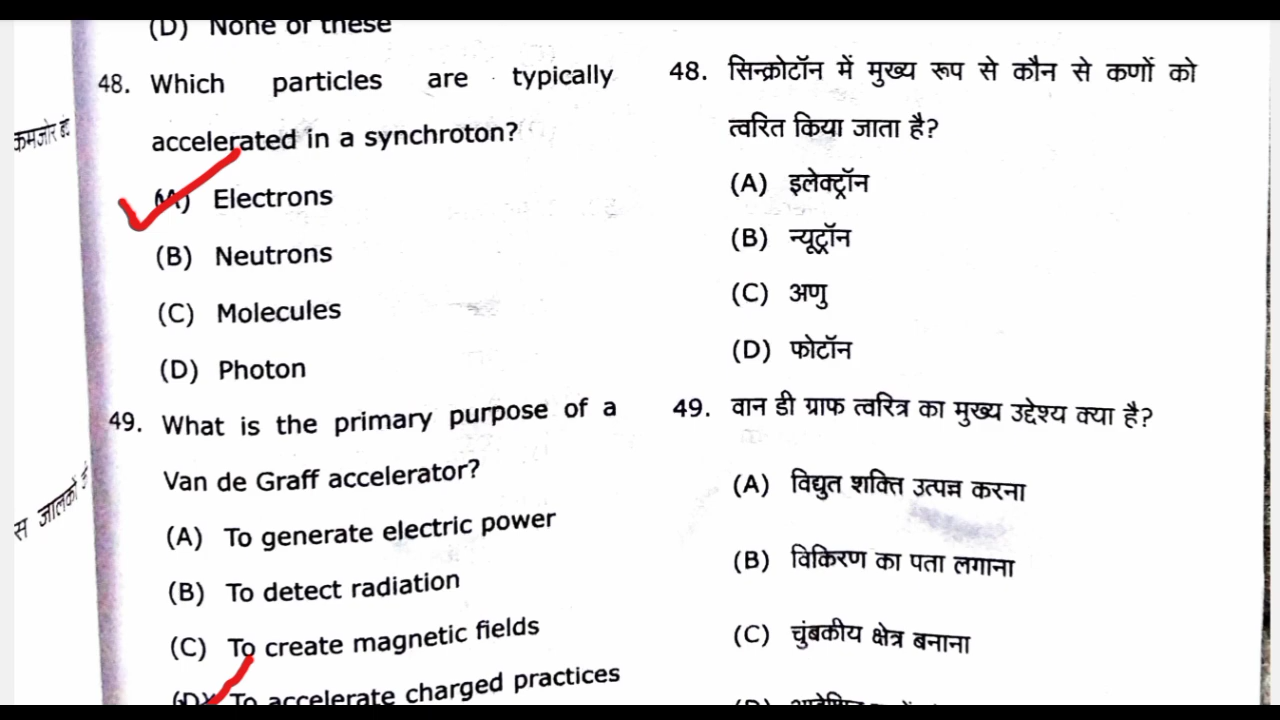 (D) None of these
48. Which particles are typically
accelerated in a synchroton?
(A) Electrons
(B) Neutrons
(C) Molecules
(D) Photon
49. What is the primary purpose of a
Van de Graff accelerator?
(A) To generate electric power
(B) To detect radiation
(C) To create magnetic fields
(D) To accelerate charged practices
48. सिन्क्रोटॉन में मुख्य रूप से कौन से कणों को
त्वरित किया जाता है?
(A) इलेक्ट्रॉन
(B) न्यूट्रॉन
(C) अणु
(D) फोटॉन
49. वान डी ग्राफ त्वरित्र का मुख्य उद्देश्य क्या है?
(A) विद्युत शक्ति उत्पन्न करना
(B) विकिरण का पता लगाना
(C) चुंबकीय क्षेत्र बनाना
कमजोर
स जालकों